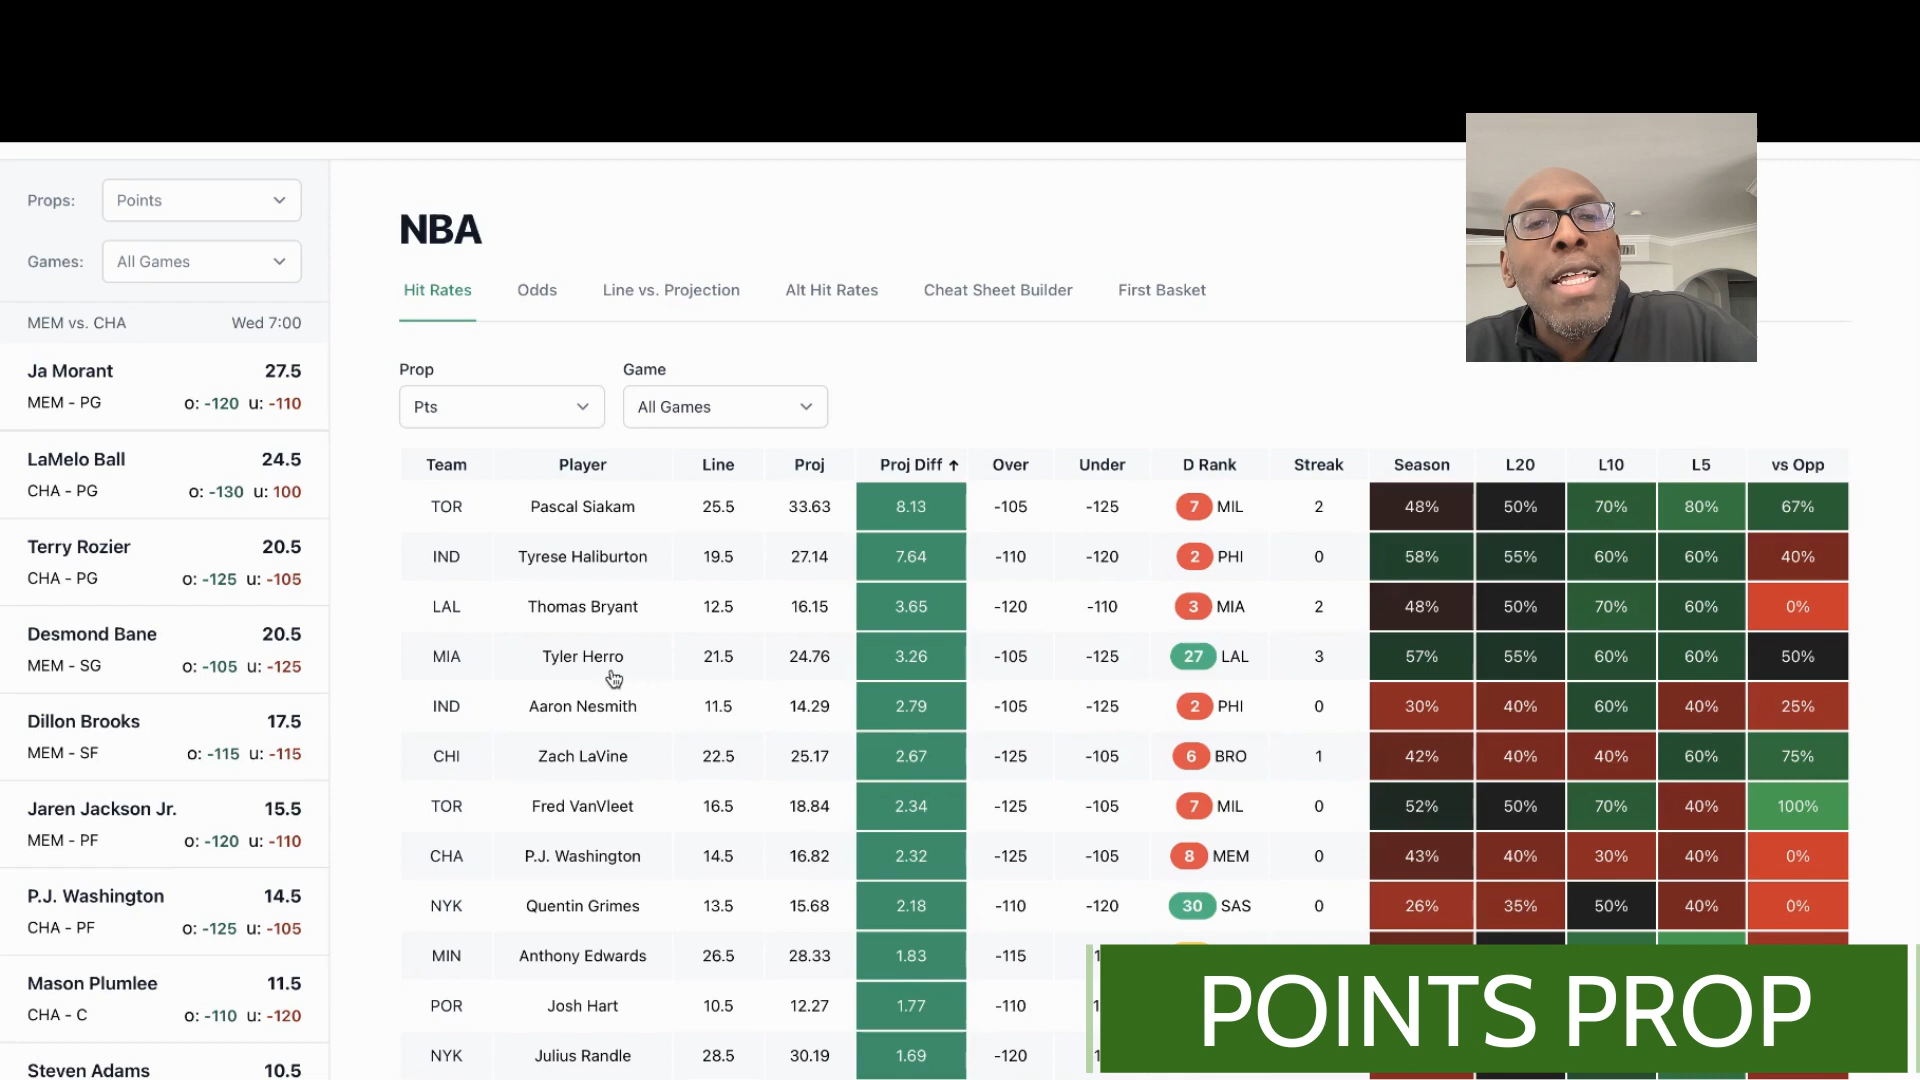 Props: Points
Games: All Games
MEM vs. CHA Wed 7:00
Ja Morant 27.5
MEM - PG o: -120 u: -110
LaMelo Ball 24.5
CHA - PG o: -130 u: 100
Terry Rozier 20.5
CHA - PG o: -125 u: -105
Desmond Bane 20.5
MEM - SG o: -105 u: -125
Dillon Brooks 17.5
MEM - SF o: -115 u: -115
Jaren Jackson Jr. 15.5
MEM - PF o: -120 u: -110
P.J. Washington 14.5
CHA - PF o: -125 u: -105
Mason Plumlee 11.5
CHA - C o: -110 u: -120
Steven Adams 10.5
NBA
Hit Rates Odds Line vs. Projection Alt Hit Rates Cheat Sheet Builder First Basket
Prop Game
Pts All Games
Team Player Line Proj Proj Diff ↑ Over Under D Rank Streak Season L20 L10 L5 vs Opp
TOR Pascal Siakam 25.5 33.63 8.13 -105 -125 7 MIL 2 48% 50% 70% 80% 67%
IND Tyrese Haliburton 19.5 27.14 7.64 -110 -120 2 PHI 0 58% 55% 60% 60% 40%
LAL Thomas Bryant 12.5 16.15 3.65 -120 -110 3 MIA 2 48% 50% 70% 60% 0%
MIA Tyler Herro 21.5 24.76 3.26 -105 -125 27 LAL 3 57% 55% 60% 60% 50%
IND Aaron Nesmith 11.5 14.29 2.79 -105 -125 2 PHI 0 30% 40% 60% 40% 25%
CHI Zach LaVine 22.5 25.17 2.67 -125 -105 6 BRO 1 42% 40% 40% 60% 75%
TOR Fred VanVleet 16.5 18.84 2.34 -125 -105 7 MIL 0 52% 50% 70% 40% 100%
CHA P.J. Washington 14.5 16.82 2.32 -125 -105 8 MEM 0 43% 40% 30% 40% 0%
NYK Quentin Grimes 13.5 15.68 2.18 -110 -120 30 SAS 0 26% 35% 50% 40% 0%
MIN Anthony Edwards 26.5 28.33 1.83 -115
POR Josh Hart 10.5 12.27 1.77 -110
NYK Julius Randle 28.5 30.19 1.69 -120
POINTS PROP